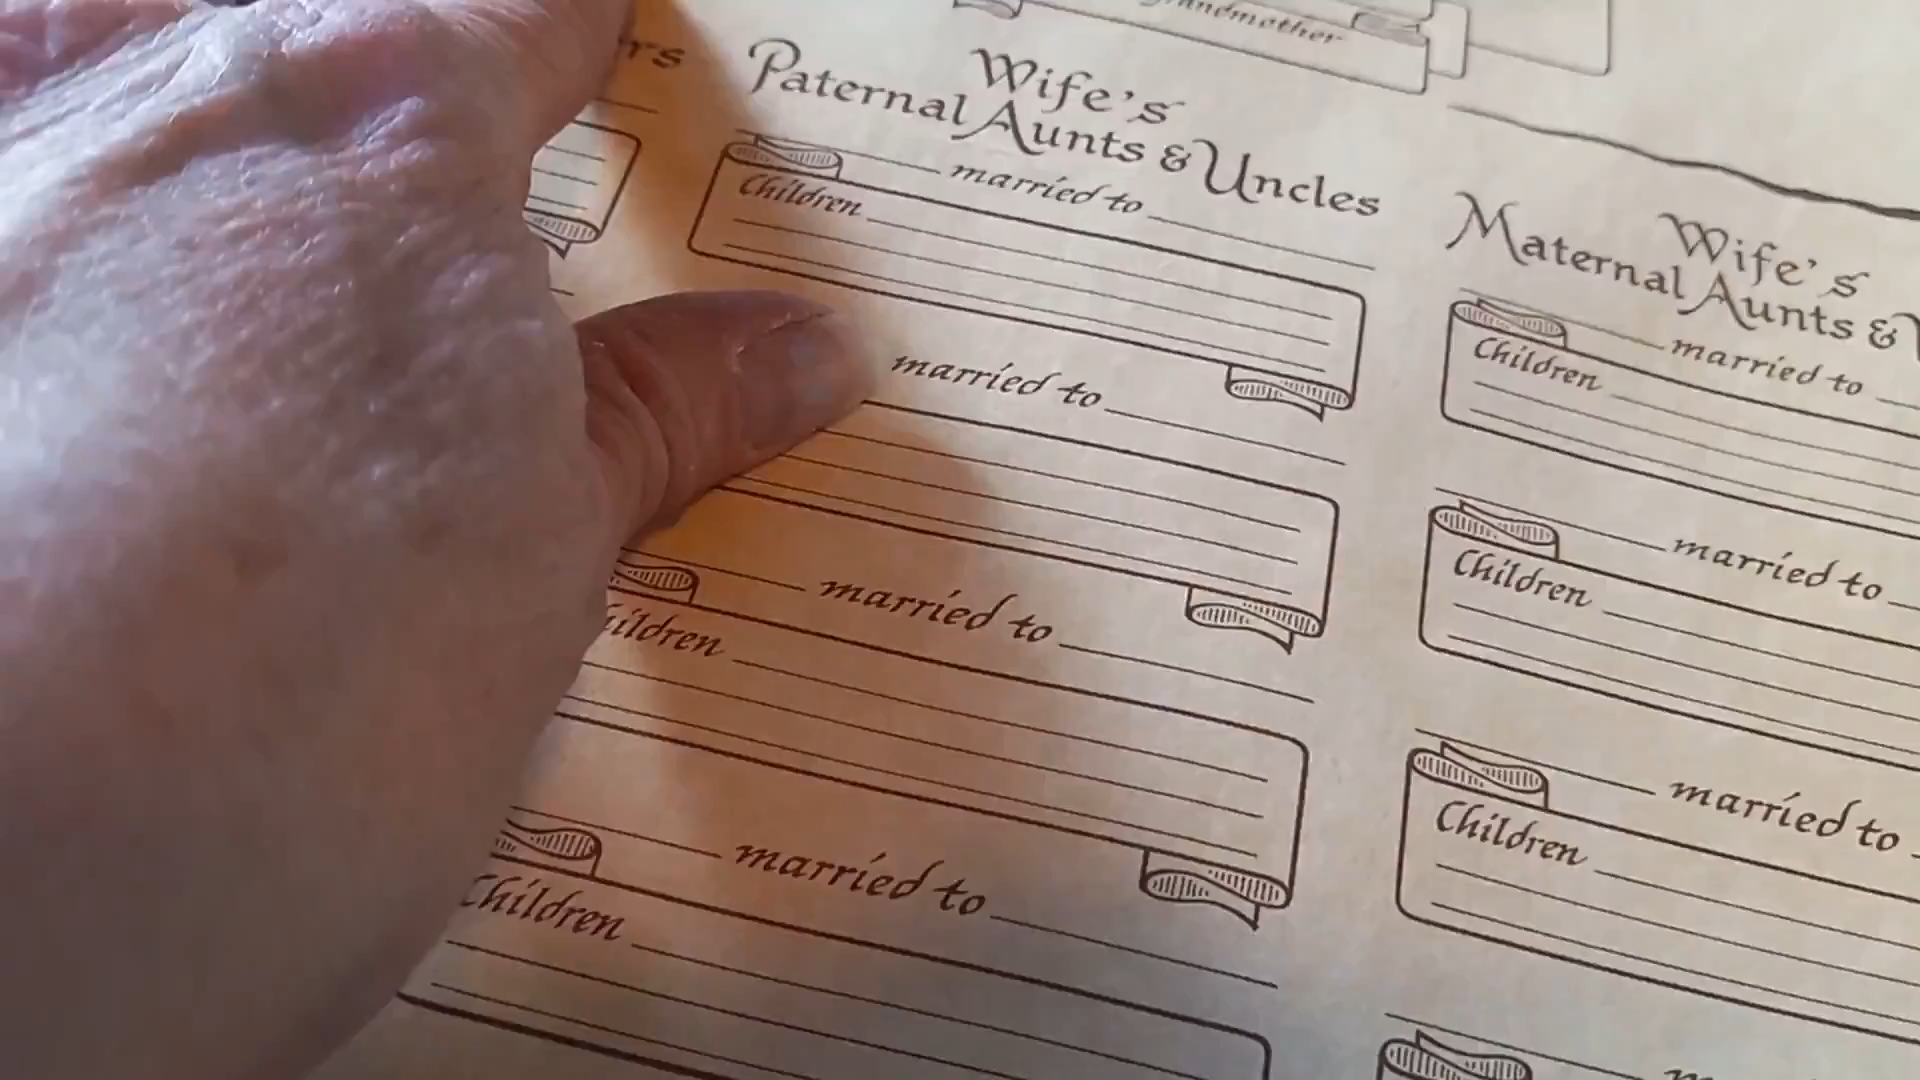 Wife's
Paternal Aunts & Uncles
married to
Children
married to
married to
married to
Children
Wife's
Maternal Aunts &
married to
Children
married to
Children
married to
Children